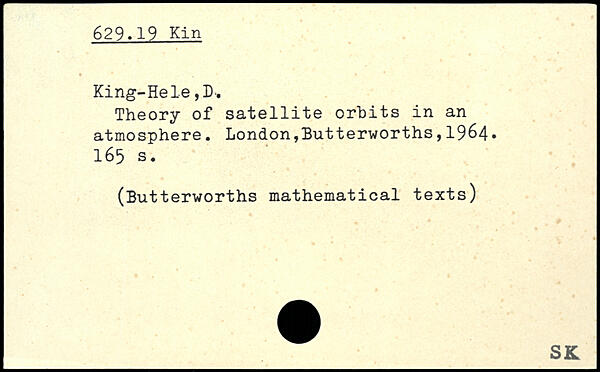 629.19 Kin
King-Hele,D.
Theory of satellite orbits in an
atmosphere. London,Butterworths,1964.
165 s.
(Butterworths mathematical texts)
SK